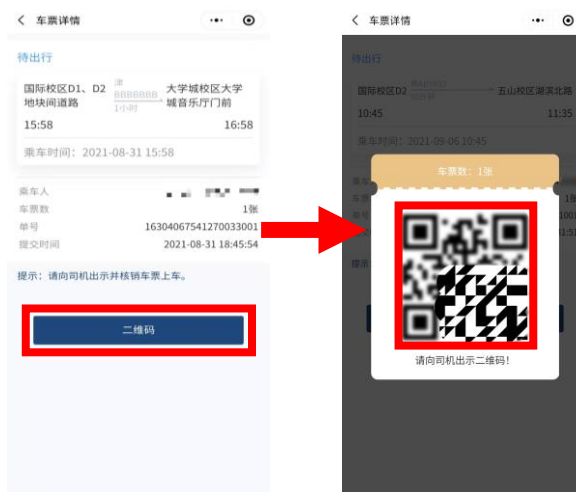 车票详情
待出行
国际校区D1、D2地块间道路
津
BBBBBBB
1小时
大学城校区大学城音乐厅门前
15:58
16:58
乘车时间：2021-08-31 15:58
乘车人
车票数 1张
单号 16304067541270033001
提交时间 2021-08-31 18:45:54
提示：请向司机出示并核销车票上车。
二维码
车票详情
待出行
国际校区D2
五山校区湖滨北路
10:45
11:35
乘车时间：2021-09-06 10:45
车票数：1张
请向司机出示二维码！